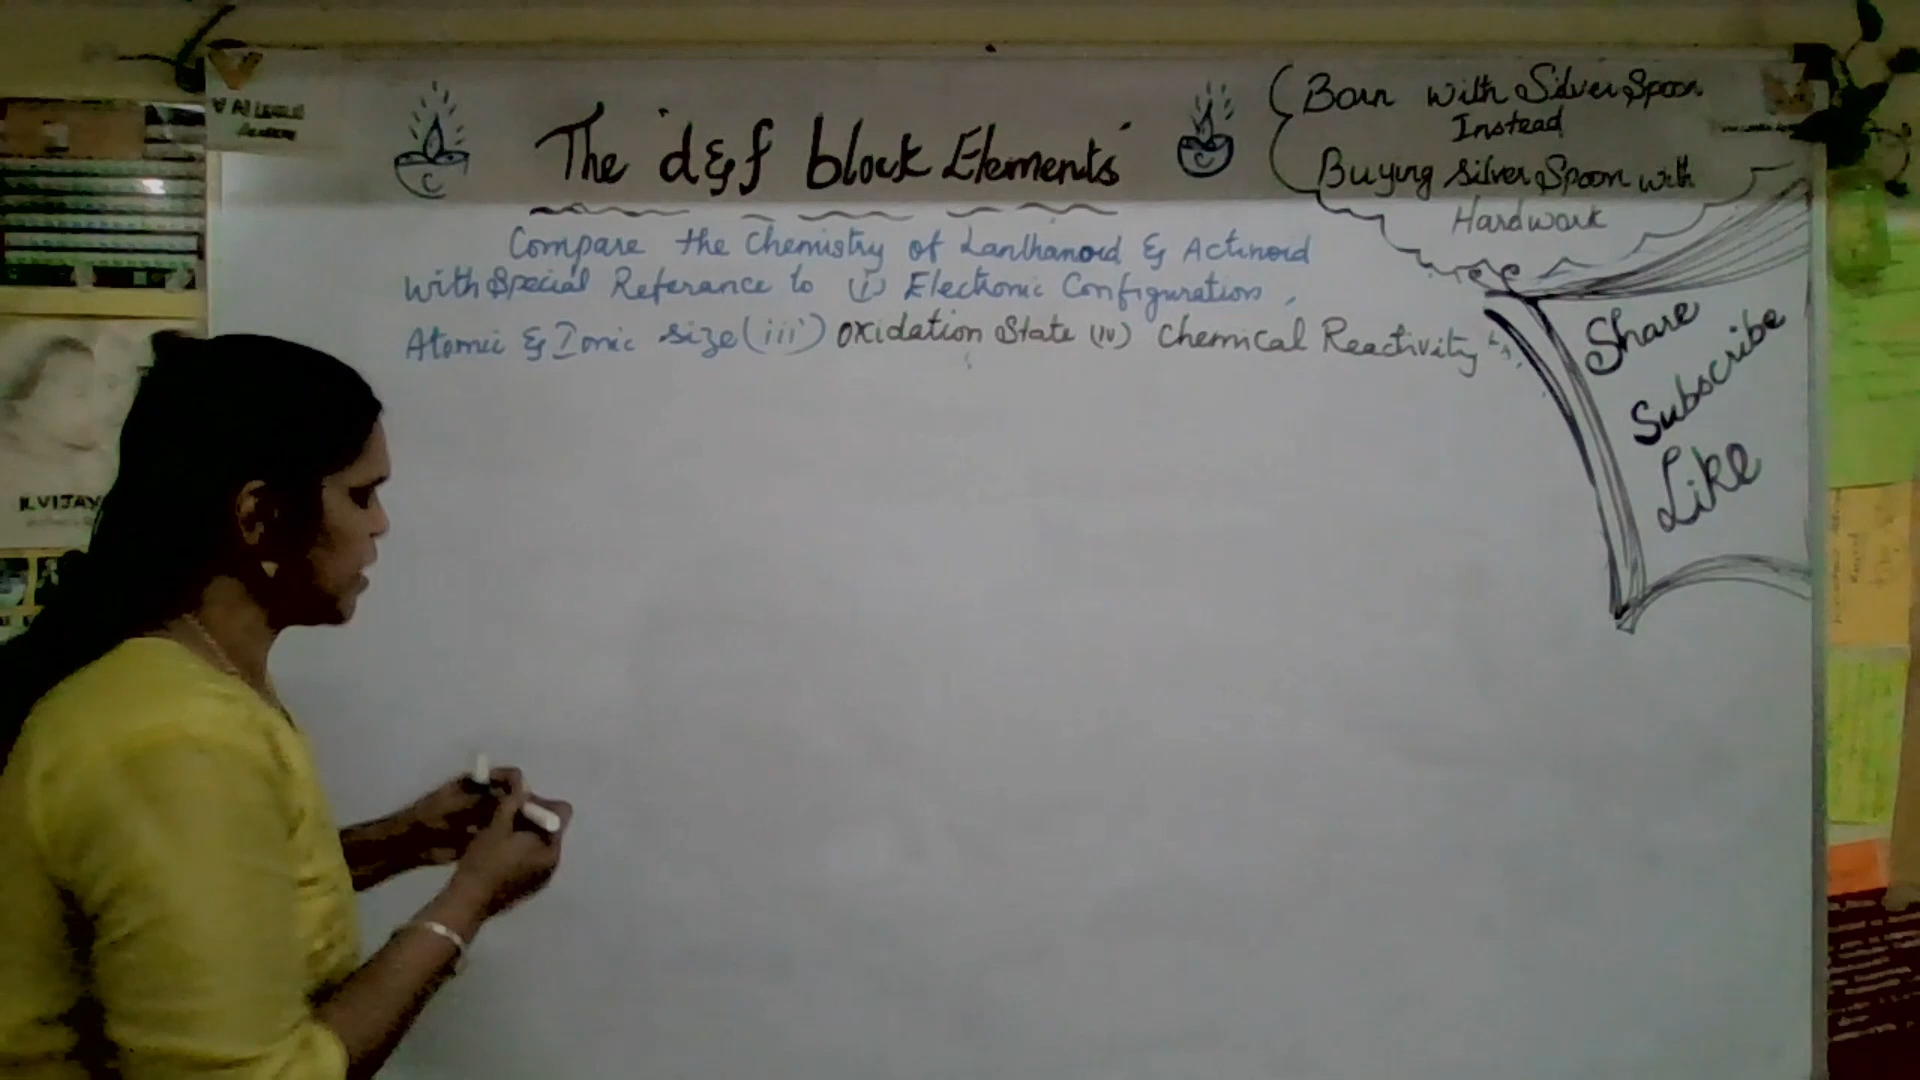 The "d & f block Elements"
Born with Silver Spoon
Instead
Buying Silver Spoon with
Hardwork
Compare the Chemistry of Lanthanoid & Actinoid
with Special Referance to (i) Electronic Configuration,
Atomic & Ionic size (iii) Oxidation State (iv) Chemical Reactivity
Share
Subscribe
Like
K.VIJAY